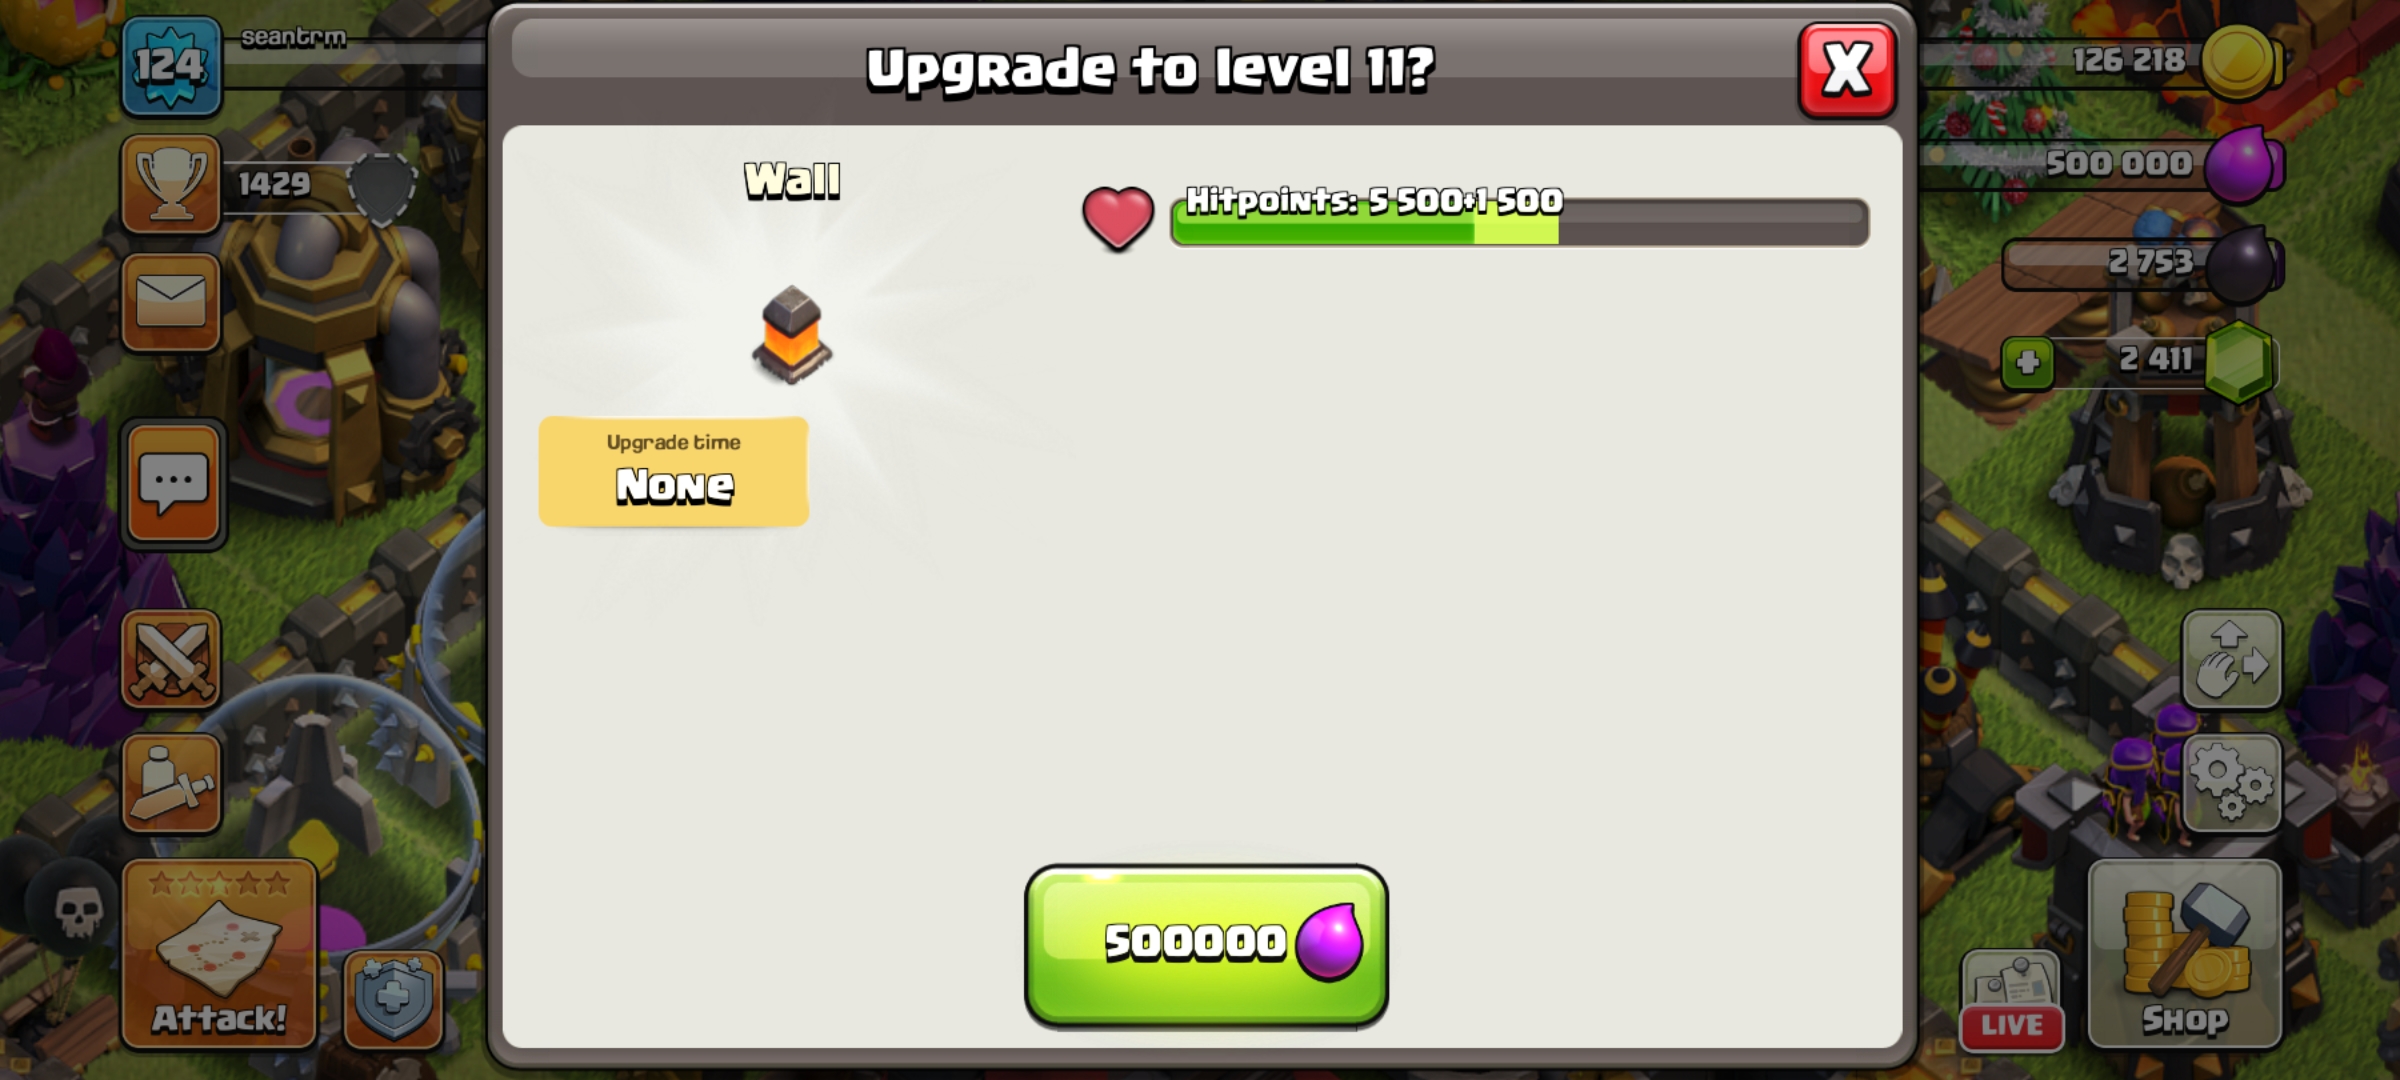 124
seantrm
Upgrade to level 11?
X
126 218
1429
Wall
Hitpoints: 5 500+1 500
500 000
2 753
2 411
Upgrade time
None
500000
Attack!
LIVE
Shop